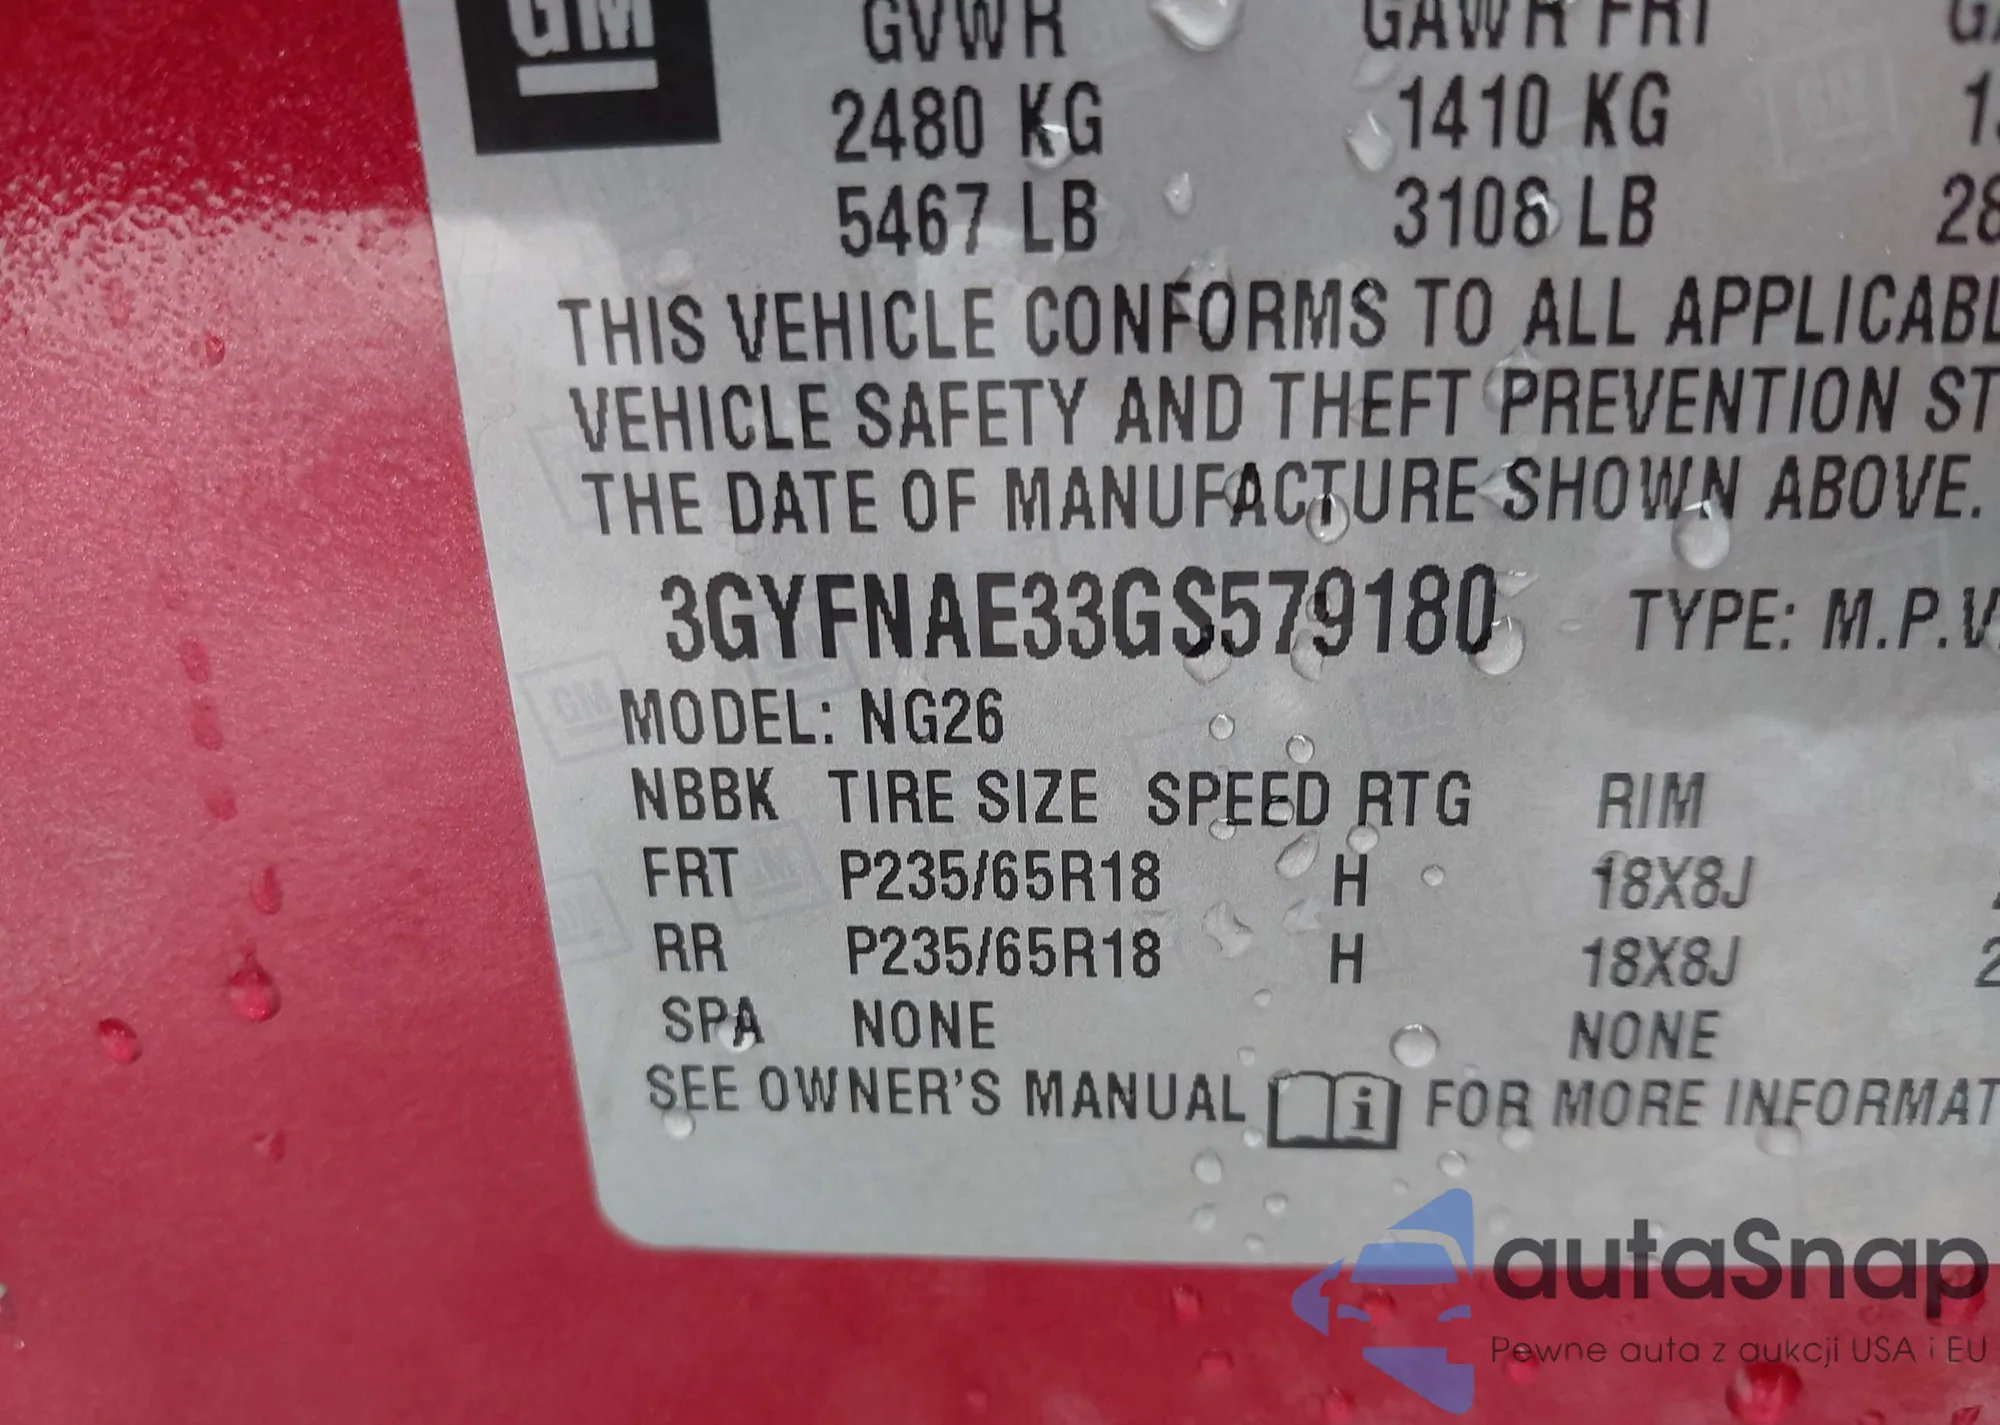 GM GVWR GAWR FRT
2480 KG 1410 KG
5467 LB 3108 LB
THIS VEHICLE CONFORMS TO ALL APPLICABL
VEHICLE SAFETY AND THEFT PREVENTION ST
THE DATE OF MANUFACTURE SHOWN ABOVE.
3GYFNAE33GS579180 TYPE: M.P.V.
MODEL: NG26
NBBK TIRE SIZE SPEED RTG RIM
FRT P235/65R18 H 18X8J
RR P235/65R18 H 18X8J 2
SPA NONE NONE
SEE OWNER'S MANUAL i FOR MORE INFORMAT
autaSnap
Pewne auta z aukcji USA i EU